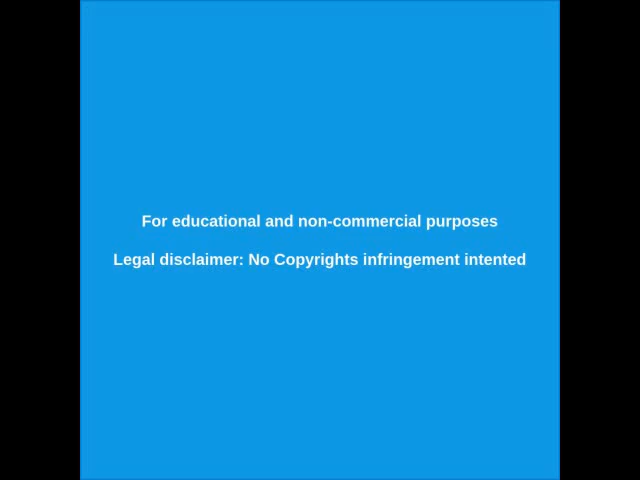 For educational and non-commercial purposes
Legal disclaimer: No Copyrights infringement intented